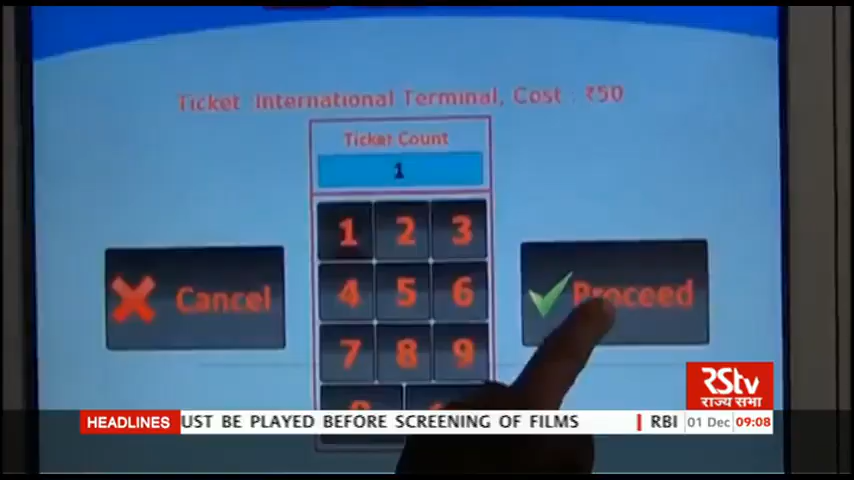 Ticket International Terminal, Cost : ₹50
Ticket Count
1
1 2 3
Cancel
4 5 6
Proceed
7 8 9
RStv
राज्य सभा
HEADLINES UST BE PLAYED BEFORE SCREENING OF FILMS RBI 01 Dec 09:08